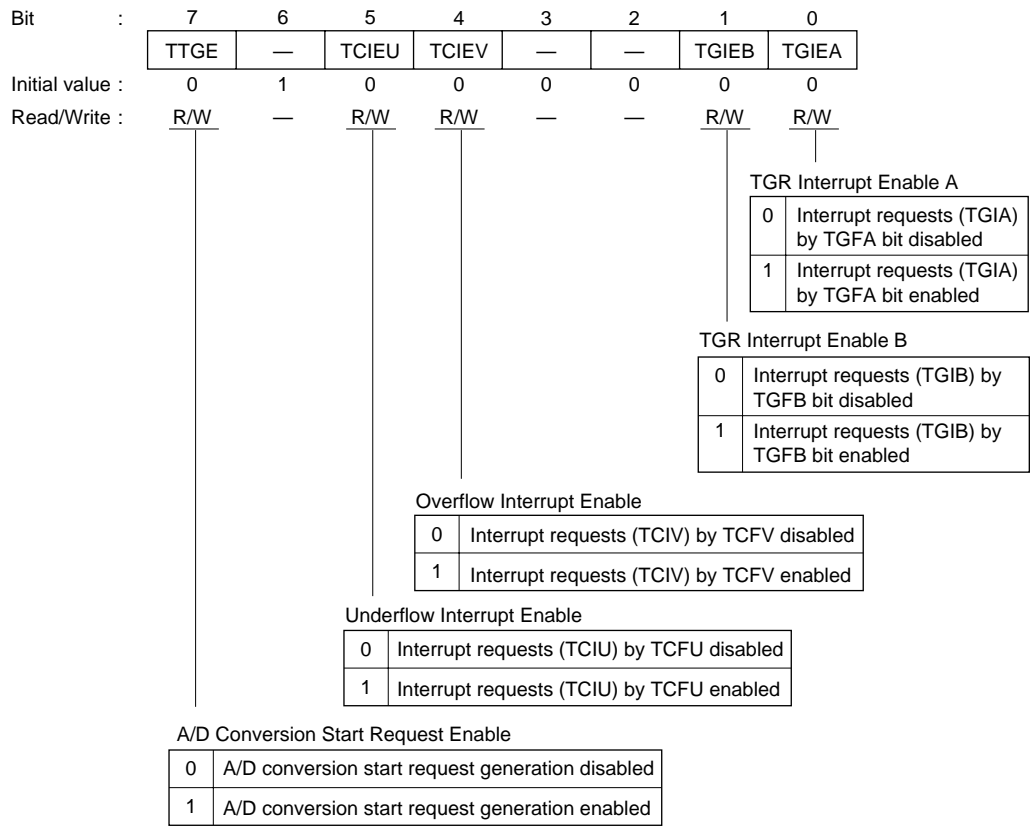 Bit : 7 6 5 4 3 2 1 0
TTGE — TCIEU TCIEV — — TGIEB TGIEA
Initial value : 0 1 0 0 0 0 0 0
Read/Write : R/W — R/W R/W — — R/W R/W
TGR Interrupt Enable A
0 Interrupt requests (TGIA)
by TGFA bit disabled
1 Interrupt requests (TGIA)
by TGFA bit enabled
TGR Interrupt Enable B
0 Interrupt requests (TGIB) by
TGFB bit disabled
1 Interrupt requests (TGIB) by
TGFB bit enabled
Overflow Interrupt Enable
0 Interrupt requests (TCIV) by TCFV disabled
1 Interrupt requests (TCIV) by TCFV enabled
Underflow Interrupt Enable
0 Interrupt requests (TCIU) by TCFU disabled
1 Interrupt requests (TCIU) by TCFU enabled
A/D Conversion Start Request Enable
0 A/D conversion start request generation disabled
1 A/D conversion start request generation enabled